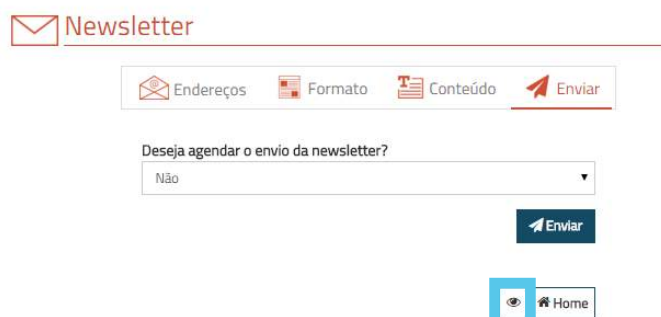 Newsletter
Endereços Formato Conteúdo Enviar
Deseja agendar o envio da newsletter?
Não
Enviar
Home